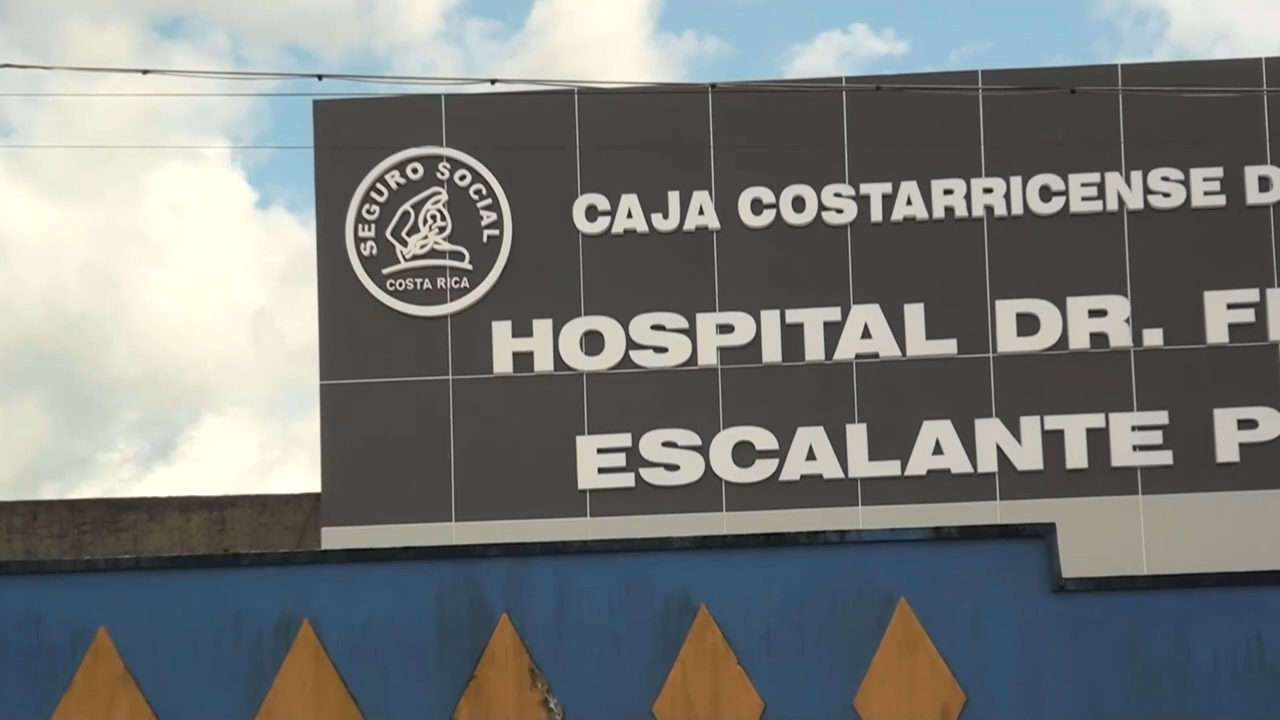 SEGURO SOCIAL
COSTA RICA
CAJA COSTARRICENSE D
HOSPITAL DR. F
ESCALANTE P